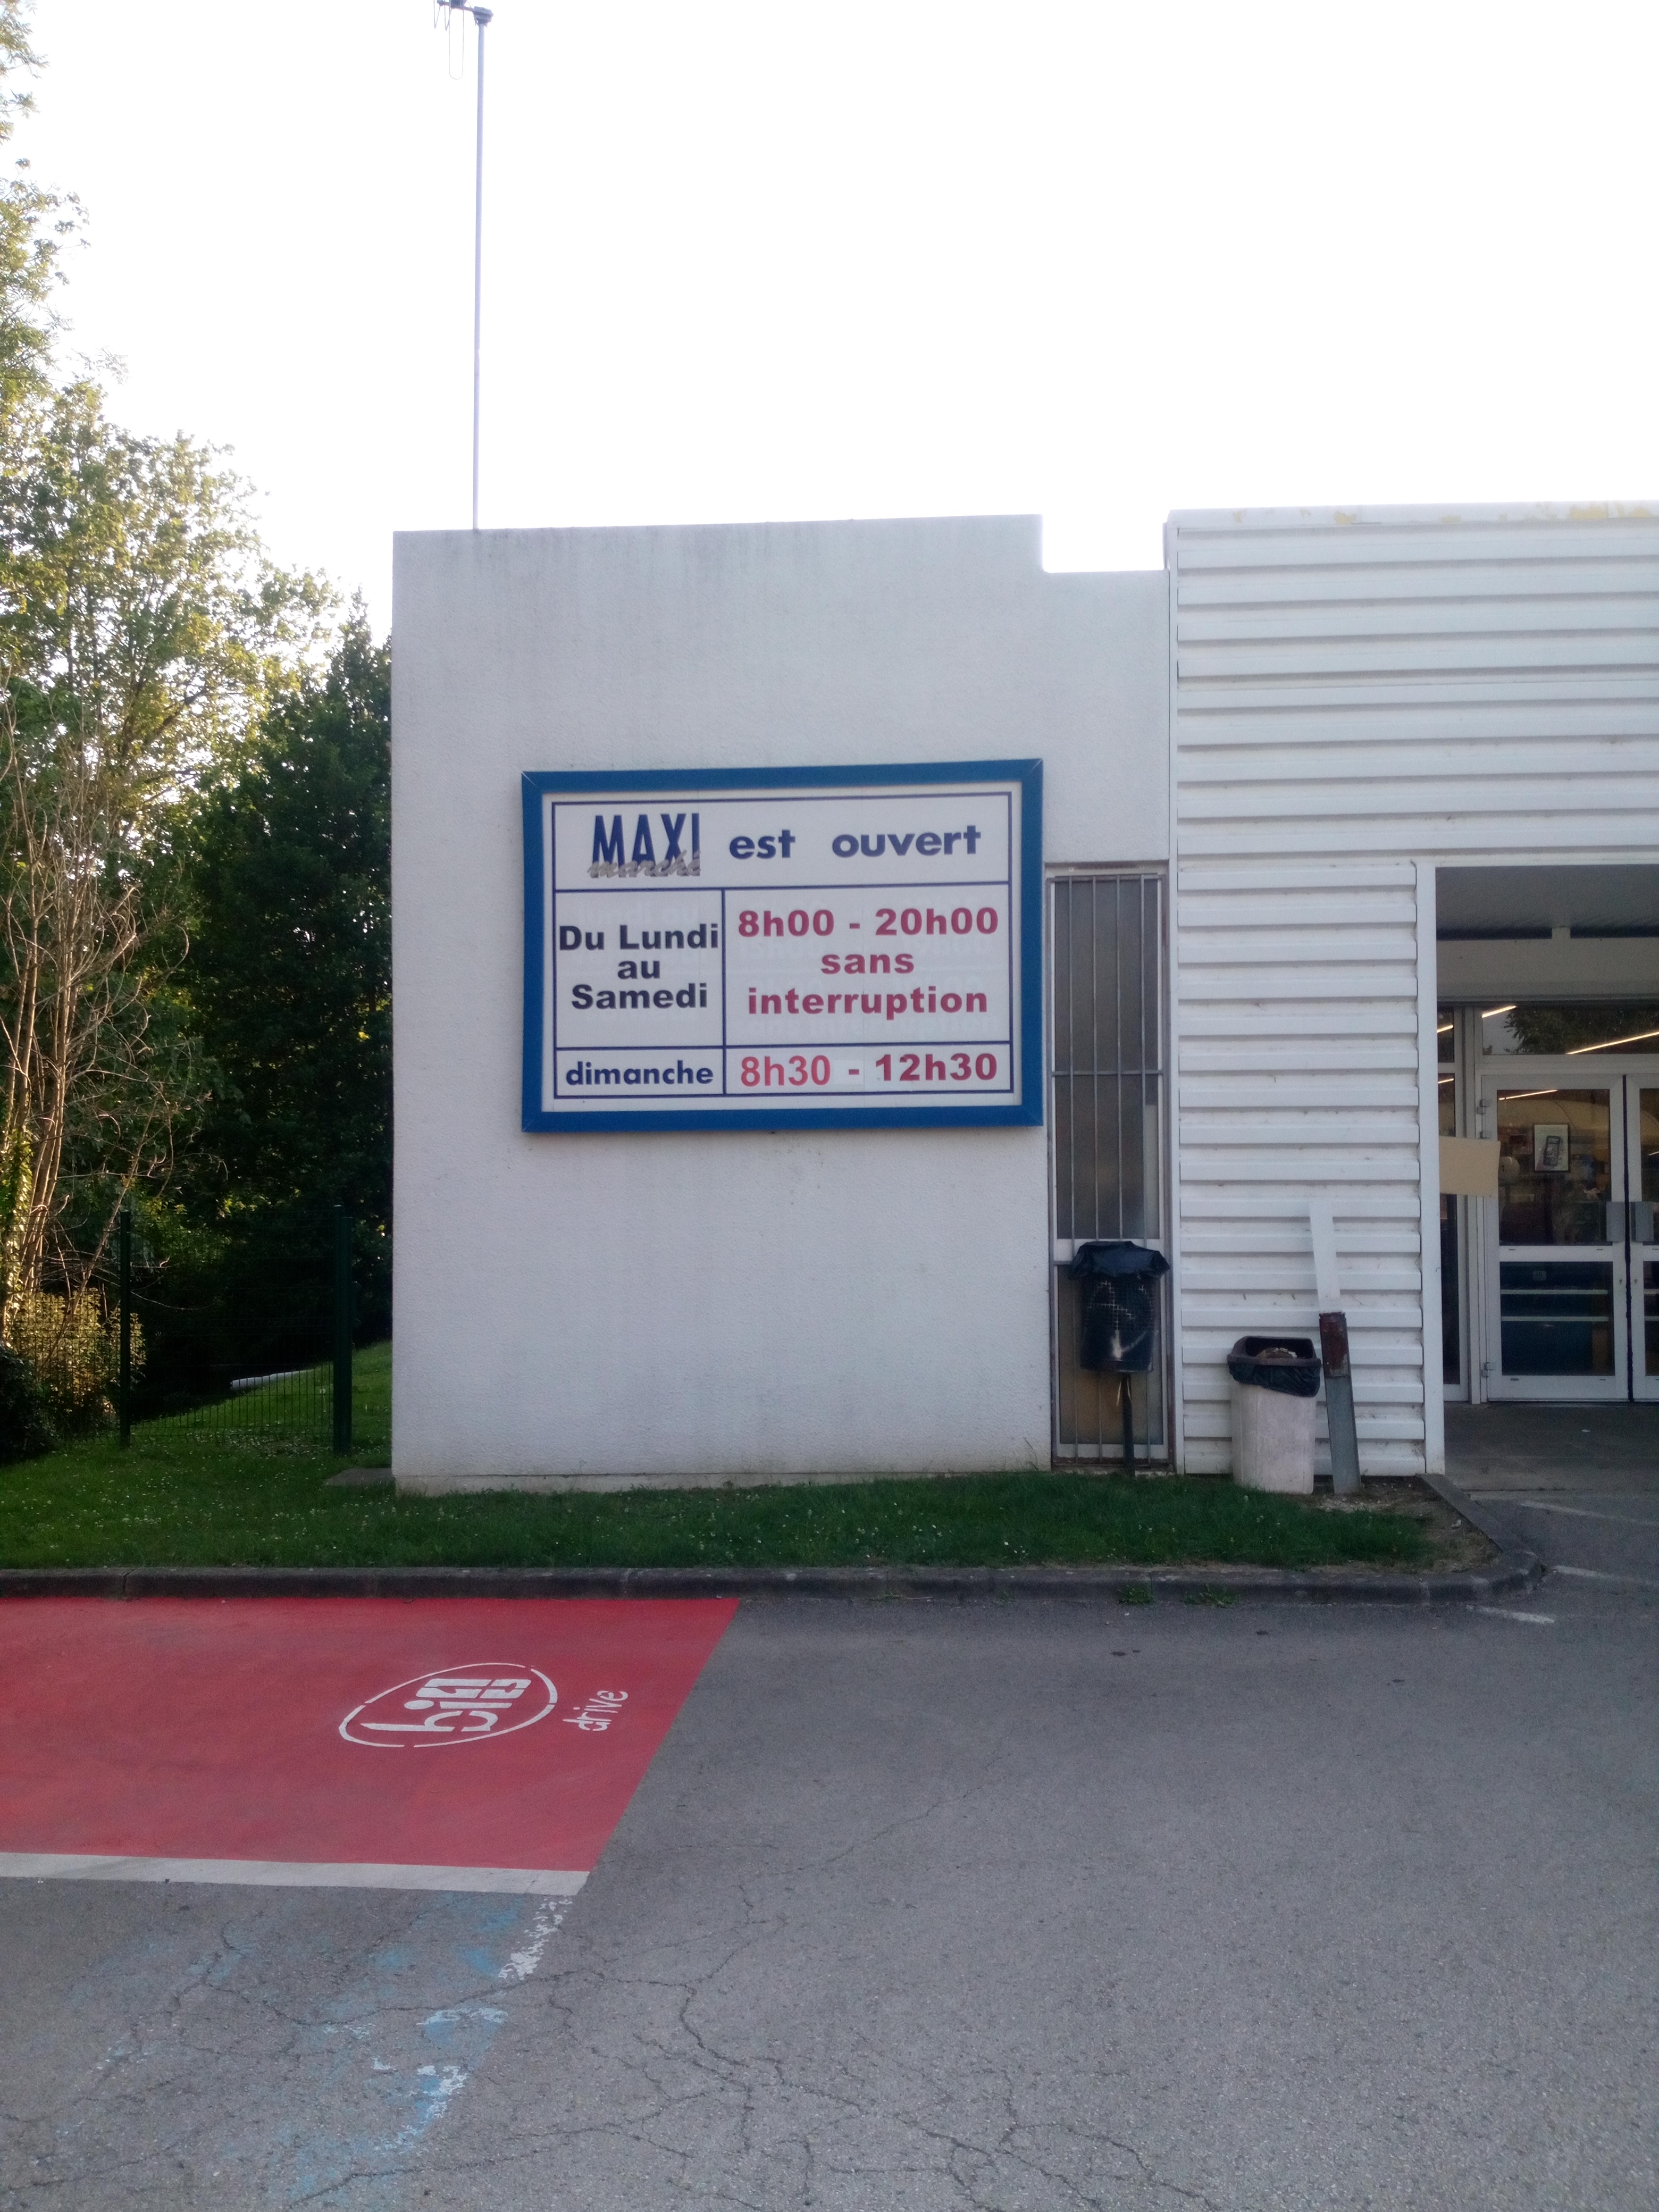 MAXI est ouvert
marché
Du Lundi
au
Samedi
8h00 - 20h00
sans
interruption
dimanche 8h30 - 12h30
drive